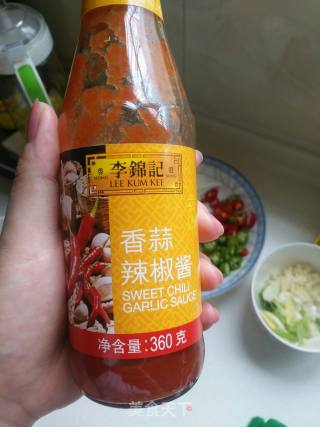 李錦記
LEE KUM KEE
香蒜
辣椒酱
SWEET CHILI
GARLIC SAUCE
净含量:360克
美食天下